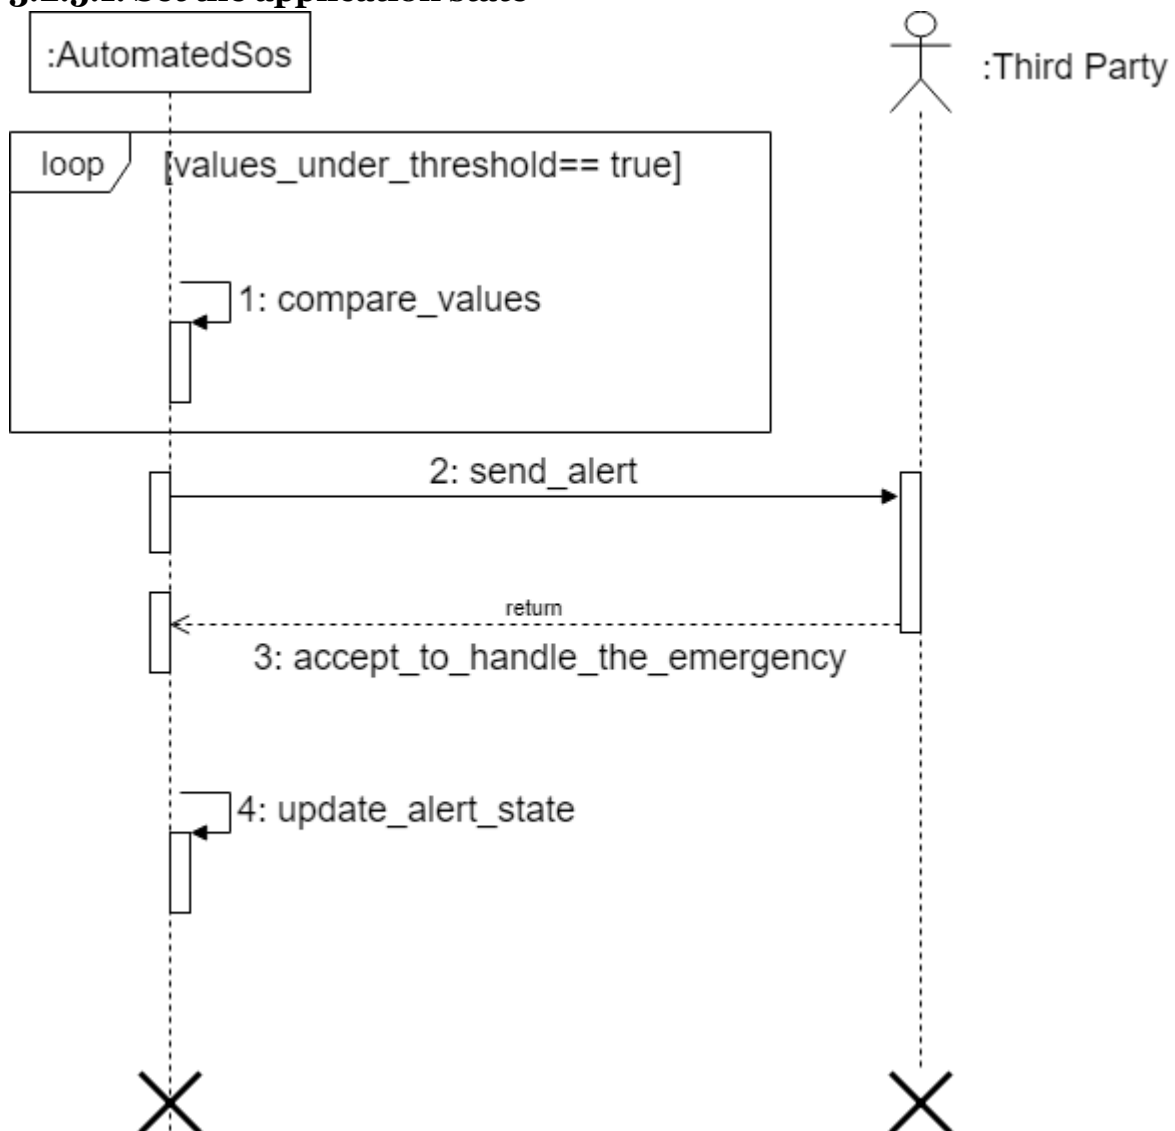 :AutomatedSos
:Third Party
loop [values_under_threshold== true]
1: compare_values
2: send_alert
return
3: accept_to_handle_the_emergency
4: update_alert_state